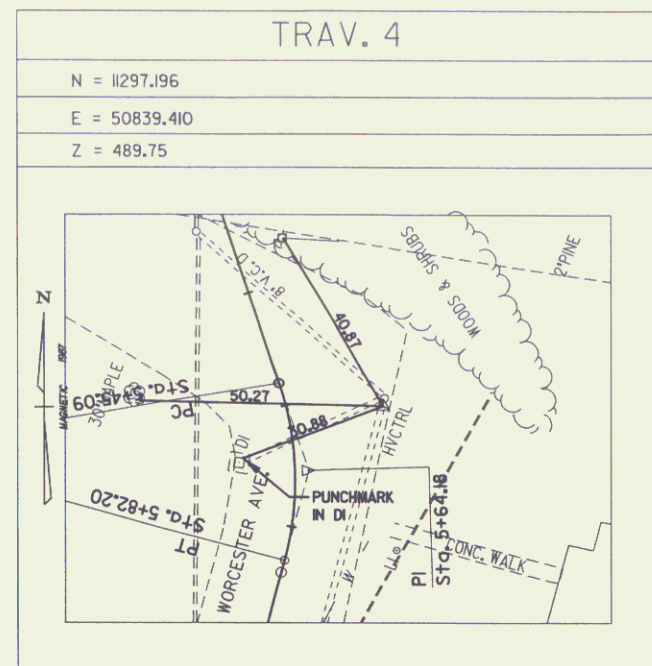 TRAV. 4
N = 11297.196
E = 50839.410
Z = 489.75
WOODS & SHRUBS
2"PINE
8" V.C. D
Z
MAGNETIC 1987
40.87
Sta. 5+45.09
PC
50.27
30.88
HVCTRL
DI
PUNCHMARK
IN DI
WORCESTER AVE.
Sta. 5+82.20
PT
PI
Sta. 5+64.18
CONC. WALK
W